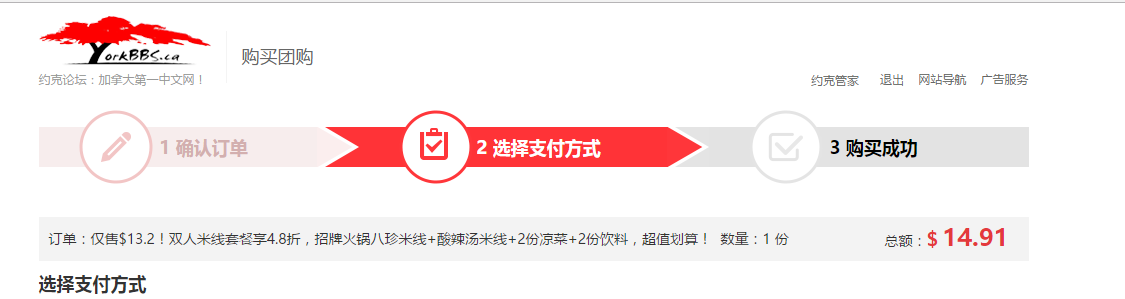 YorkBBS.ca
约克论坛：加拿大第一中文网！
购买团购
约克管家 退出 网站导航 广告服务
1 确认订单
2 选择支付方式
3 购买成功
订单：仅售$13.2！双人米线套餐享4.8折，招牌火锅八珍米线+酸辣汤米线+2份凉菜+2份饮料，超值划算！ 数量：1 份
总额：$ 14.91
选择支付方式